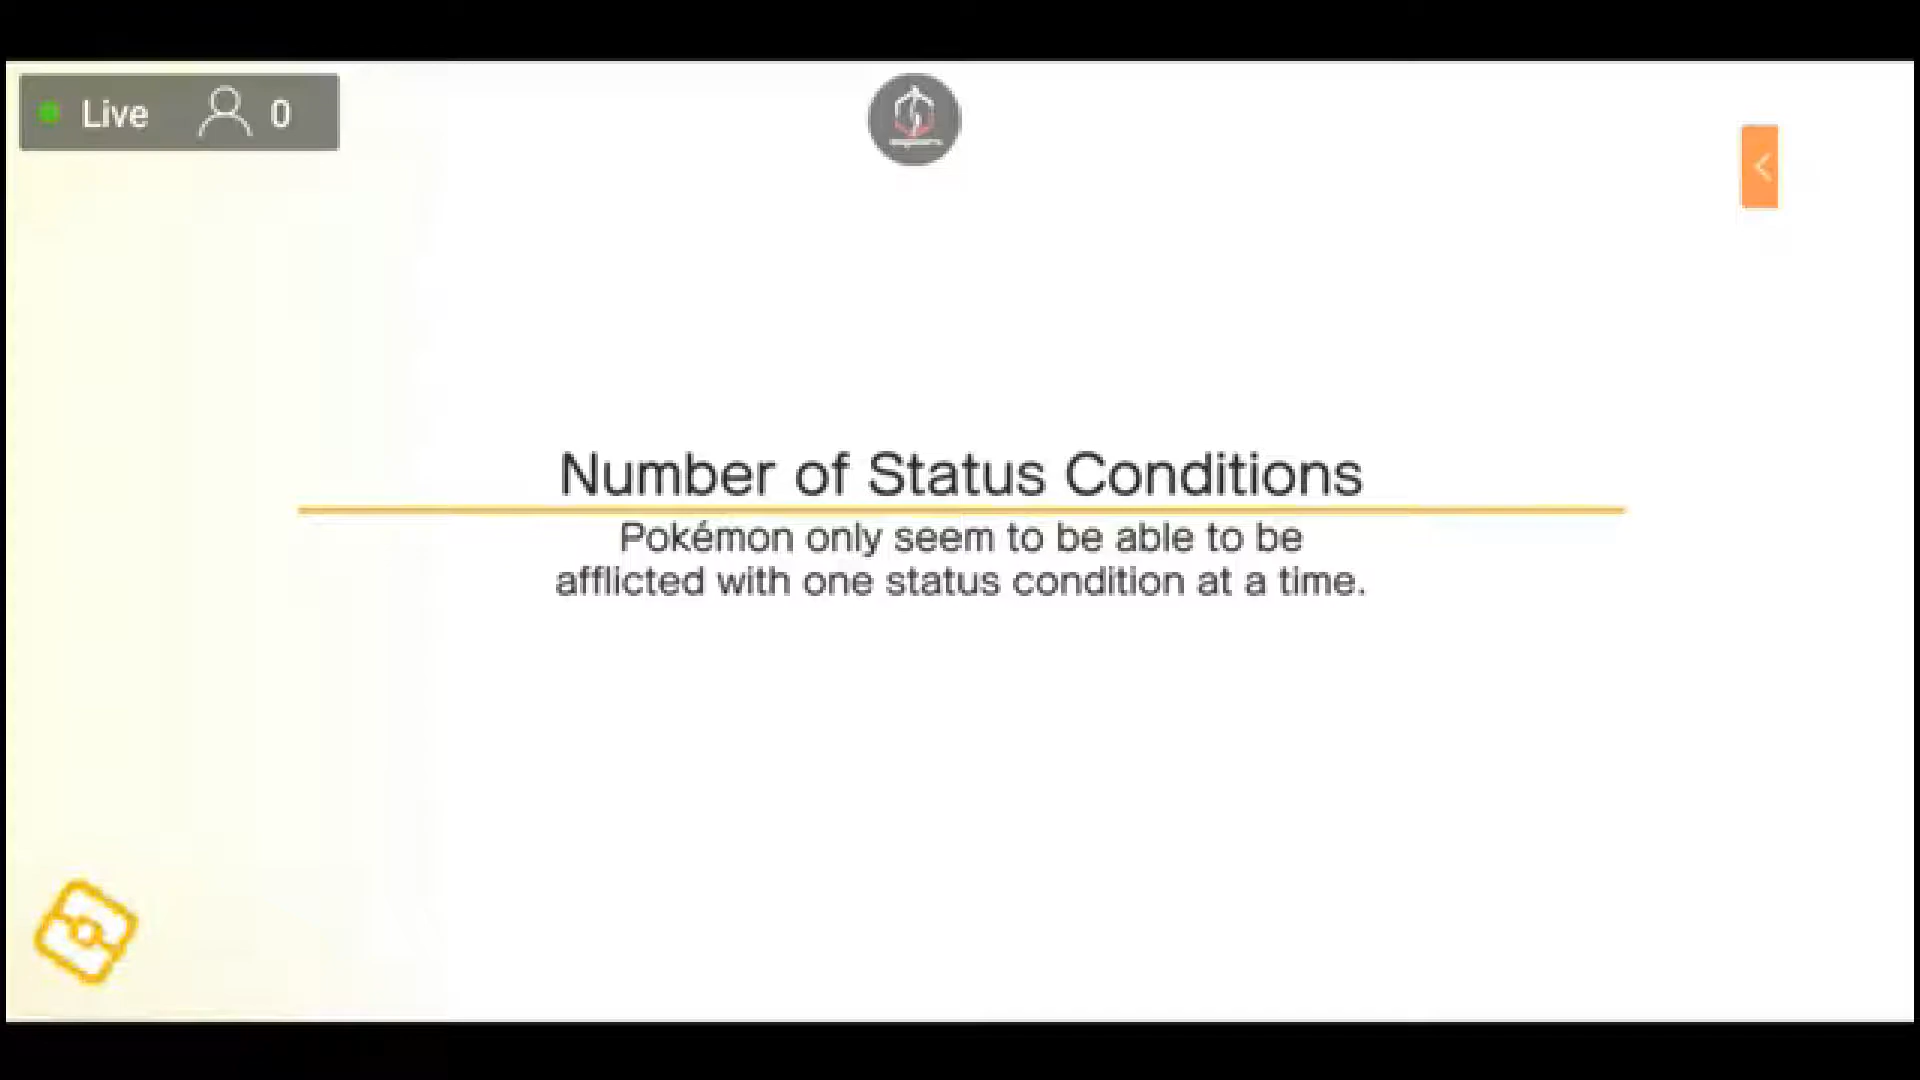 Live 0
Number of Status Conditions
Pokémon only seem to be able to be
afflicted with one status condition at a time.